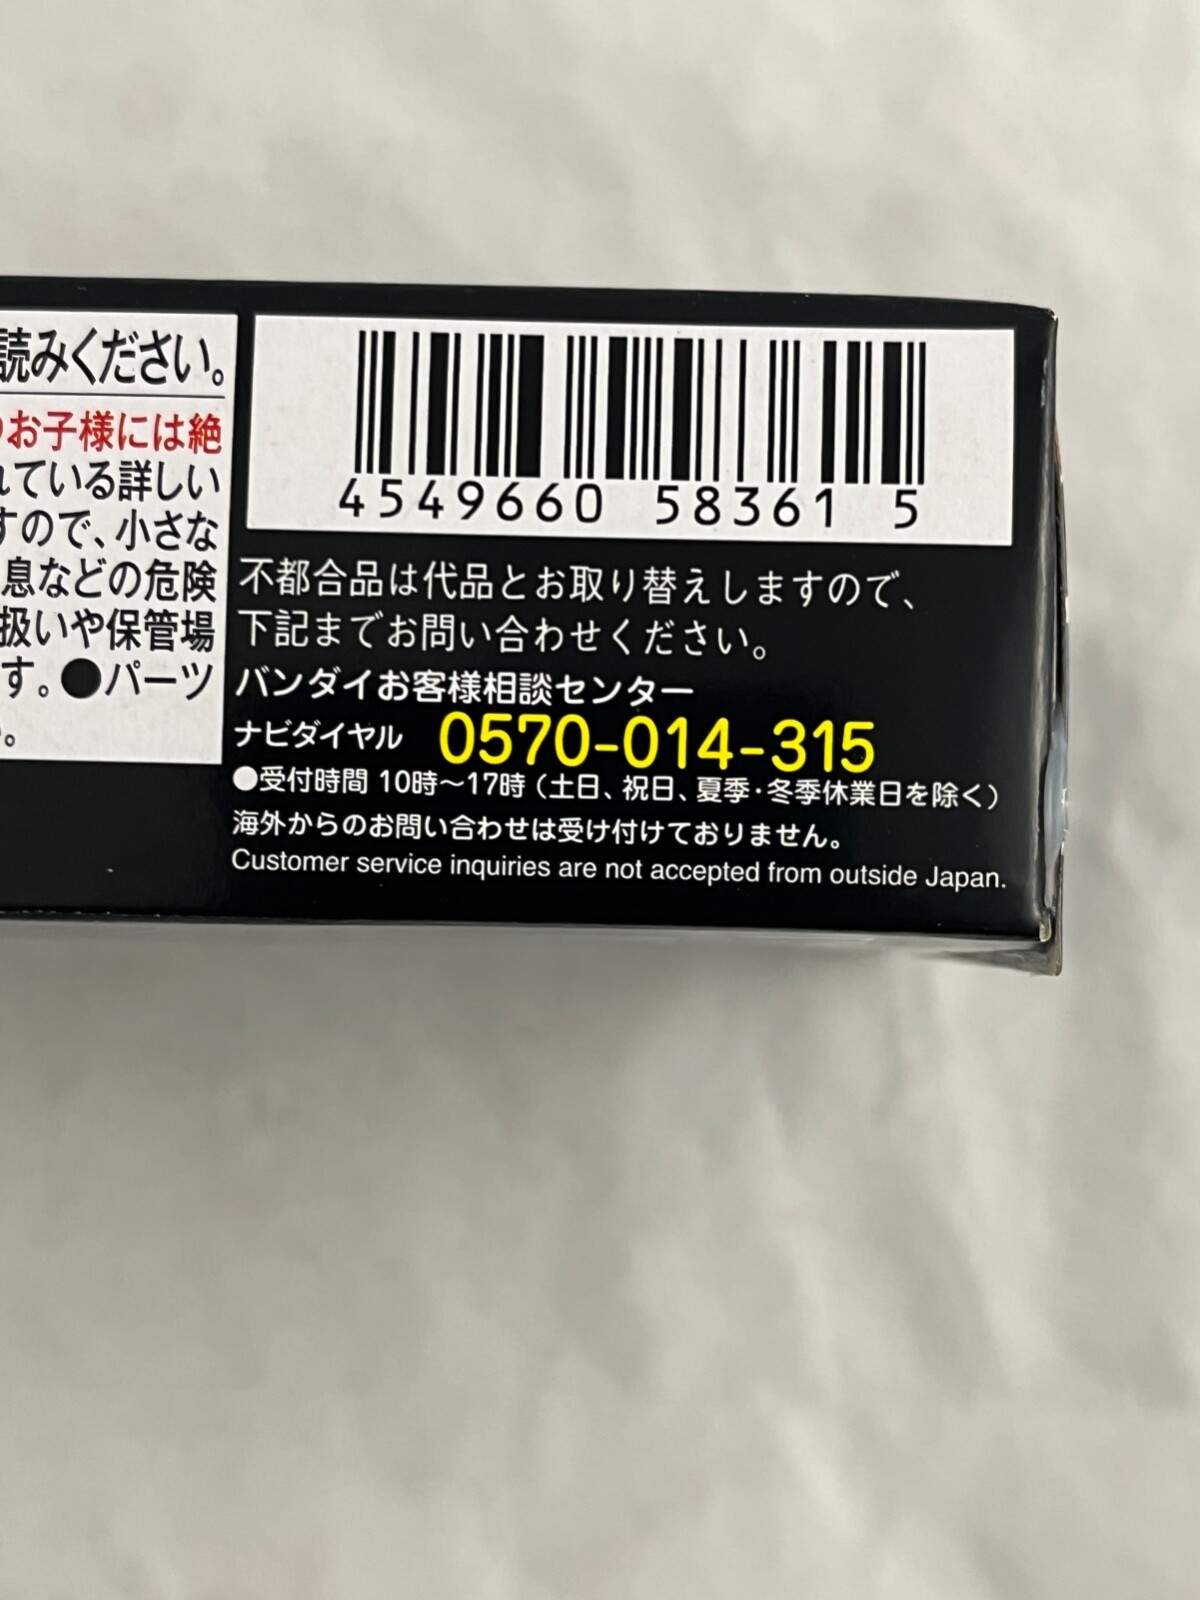 読みください。
お子様には絶
れている詳しい
すので、小さな
息などの危険
扱いや保管場
す。●パーツ
。
4549660 58361 5
不都合品は代品とお取り替えしますので、
下記までお問い合わせください。
バンダイお客様相談センター
ナビダイヤル 0570-014-315
●受付時間 10時〜17時（土日、祝日、夏季・冬季休業日を除く）
海外からのお問い合わせは受け付けておりません。
Customer service inquiries are not accepted from outside Japan.